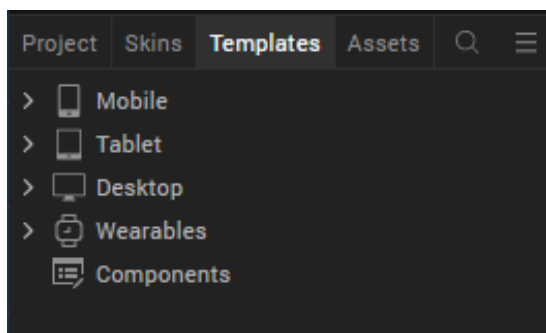 Project Skins Templates Assets
Mobile
Tablet
Desktop
Wearables
Components